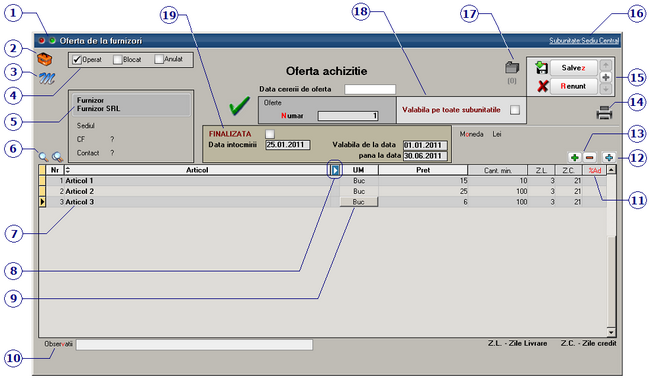 19
18
17
16
1
Oferta de la furnizori
Subunitate:Sediu Central
2
Operat
Blocat
Anulat
3
4
Oferta achizitie
Data cererii de oferta
(0)
Salvez
Renunt
15
5
Furnizor
Furnizor SRL
Oferte
Numar
1
Valabila pe toate subunitatile
14
Sediul
CF ?
Contact ?
FINALIZATA
Data intocmirii 25.01.2011
Valabila de la data 01.01.2011
pana la data 30.06.2011
Moneda Lei
13
6
12
Nr Articol UM Pret Cant. min. Z.L. Z.C. %Ad
1 Articol 1 Buc 15 10 3 21
2 Articol 2 Buc 25 100 3 21
3 Articol 3 Buc 6 100 3 21
11
7
8
9
10
Observatii
Z.L. - Zile Livrare Z.C. - Zile credit